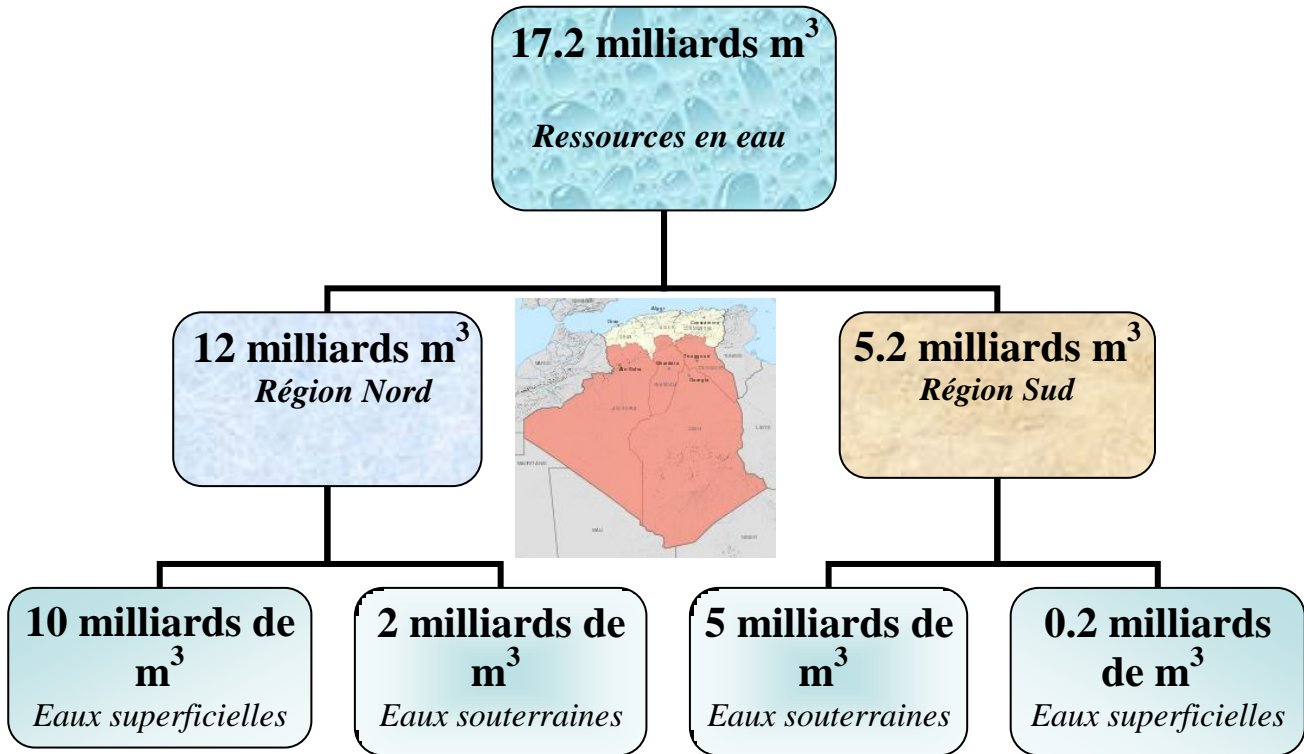 17.2 milliards m³
Ressources en eau
12 milliards m³
Région Nord
5.2 milliards m³
Région Sud
10 milliards de
m³
Eaux superficielles
2 milliards de
m³
Eaux souterraines
5 milliards de
m³
Eaux souterraines
0.2 milliards
de m³
Eaux superficielles